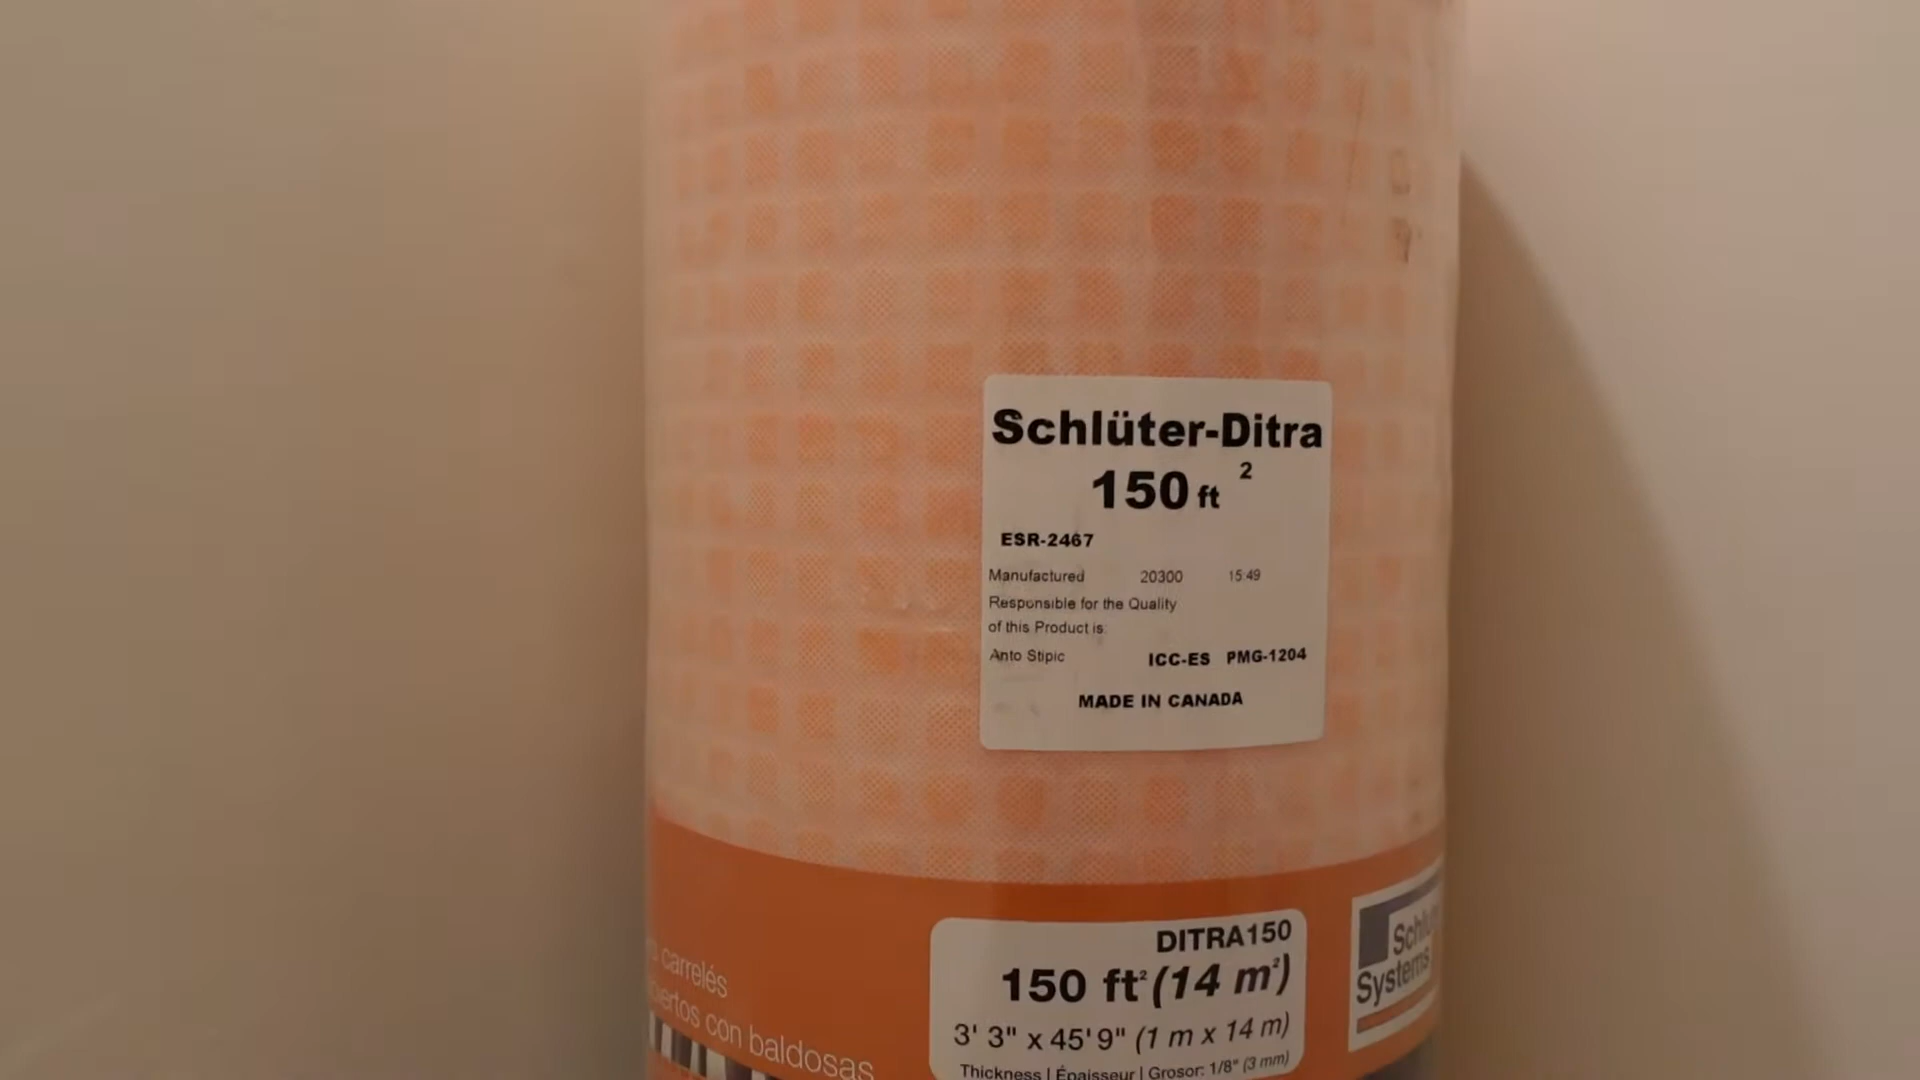 Schlüter-Ditra
150 ft 2
ESR-2467
Manufactured 20300 15:49
Responsible for the Quality
of this Product is:
Anto Stipic ICC-ES PMG-1204
MADE IN CANADA
DITRA150
150 ft² (14 m²)
3' 3" x 45' 9" (1 m x 14 m)
Thickness | Épaisseur | Grosor: 1/8" (3 mm)
Systems
carrelés
con baldosas